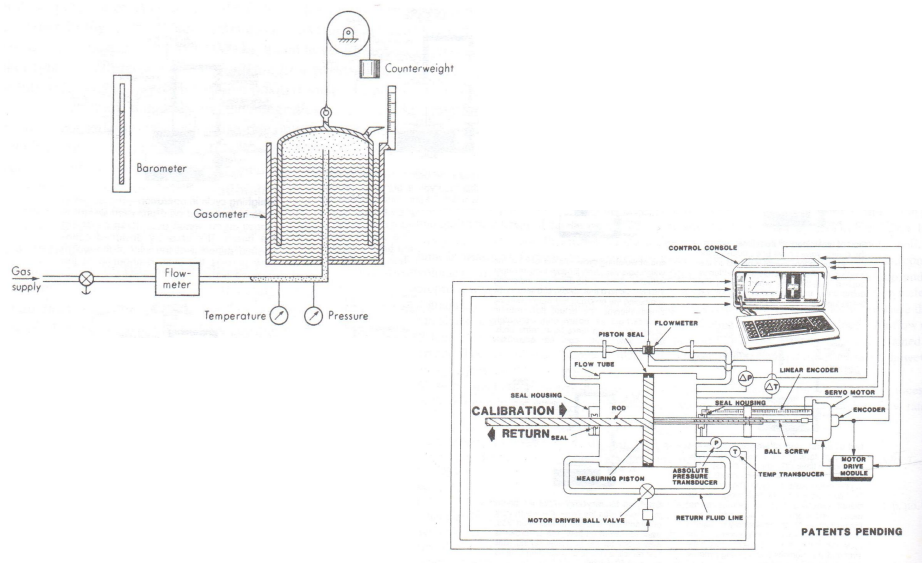 Counterweight
Barometer
Gasometer
Gas
supply
Flow-
meter
Temperature
Pressure
CONTROL CONSOLE
FLOWMETER
PISTON SEAL
FLOW TUBE
ΔP
ΔT
LINEAR ENCODER
SERVO MOTOR
SEAL HOUSING
SEAL HOUSING
ENCODER
CALIBRATION
ROD
RETURN
SEAL
BALL SCREW
P
T
MOTOR
DRIVE
MODULE
ABSOLUTE
PRESSURE
TRANSDUCER
TEMP TRANSDUCER
MEASURING PISTON
MOTOR DRIVEN BALL VALVE
RETURN FLUID LINE
PATENTS PENDING